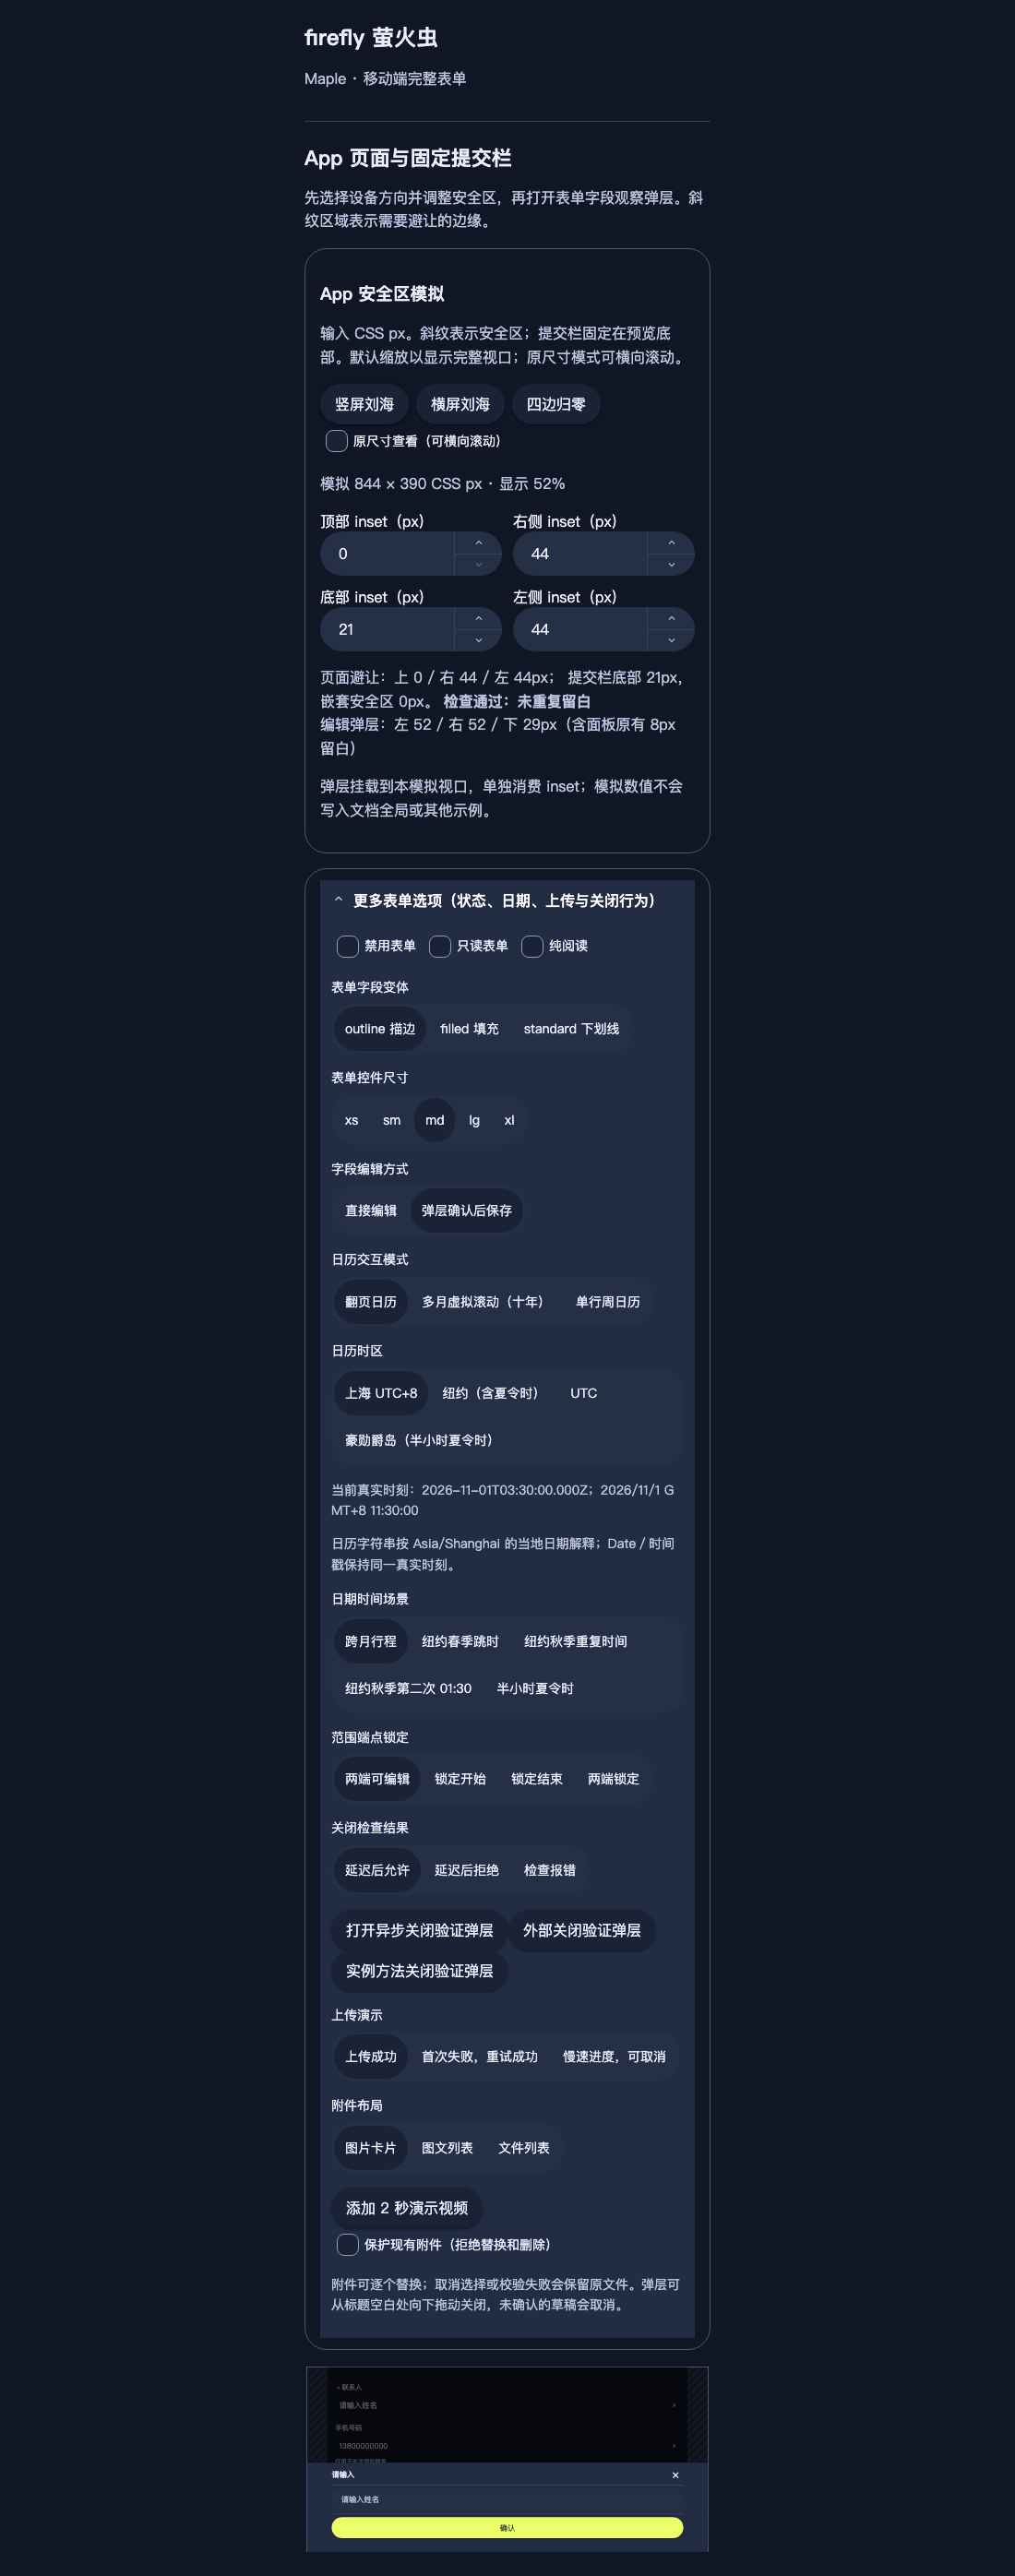 firefly 萤火虫
Maple · 移动端完整表单
App 页面与固定提交栏
先选择设备方向并调整安全区，再打开表单字段观察弹层。斜
纹区域表示需要避让的边缘。
App 安全区模拟
输入 CSS px。斜纹表示安全区；提交栏固定在预览底
部。默认缩放以显示完整视口；原尺寸模式可横向滚动。
竖屏刘海 横屏刘海 四边归零
原尺寸查看（可横向滚动）
模拟 844 × 390 CSS px · 显示 52%
顶部 inset（px） 右侧 inset（px）
0 44
底部 inset（px） 左侧 inset（px）
21 44
页面避让：上 0 / 右 44 / 左 44px； 提交栏底部 21px，
嵌套安全区 0px。 检查通过：未重复留白
编辑弹层：左 52 / 右 52 / 下 29px（含面板原有 8px
留白）
弹层挂载到本模拟视口，单独消费 inset；模拟数值不会
写入文档全局或其他示例。
更多表单选项（状态、日期、上传与关闭行为）
禁用表单 只读表单 纯阅读
表单字段变体
outline 描边 filled 填充 standard 下划线
表单控件尺寸
xs sm md lg xl
字段编辑方式
直接编辑 弹层确认后保存
日历交互模式
翻页日历 多月虚拟滚动（十年） 单行周日历
日历时区
上海 UTC+8 纽约（含夏令时） UTC
豪勋爵岛（半小时夏令时）
当前真实时刻：2026-11-01T03:30:00.000Z；2026/11/1 G
MT+8 11:30:00
日历字符串按 Asia/Shanghai 的当地日期解释；Date / 时间
戳保持同一真实时刻。
日期时间场景
跨月行程 纽约春季跳时 纽约秋季重复时间
纽约秋季第二次 01:30 半小时夏令时
范围端点锁定
两端可编辑 锁定开始 锁定结束 两端锁定
关闭检查结果
延迟后允许 延迟后拒绝 检查报错
打开异步关闭验证弹层 外部关闭验证弹层
实例方法关闭验证弹层
上传演示
上传成功 首次失败，重试成功 慢速进度，可取消
附件布局
图片卡片 图文列表 文件列表
添加 2 秒演示视频
保护现有附件（拒绝替换和删除）
附件可逐个替换；取消选择或校验失败会保留原文件。弹层可
从标题空白处向下拖动关闭，未确认的草稿会取消。
联系人
请输入姓名
手机号码
13800000000
请输入
请输入姓名
确认